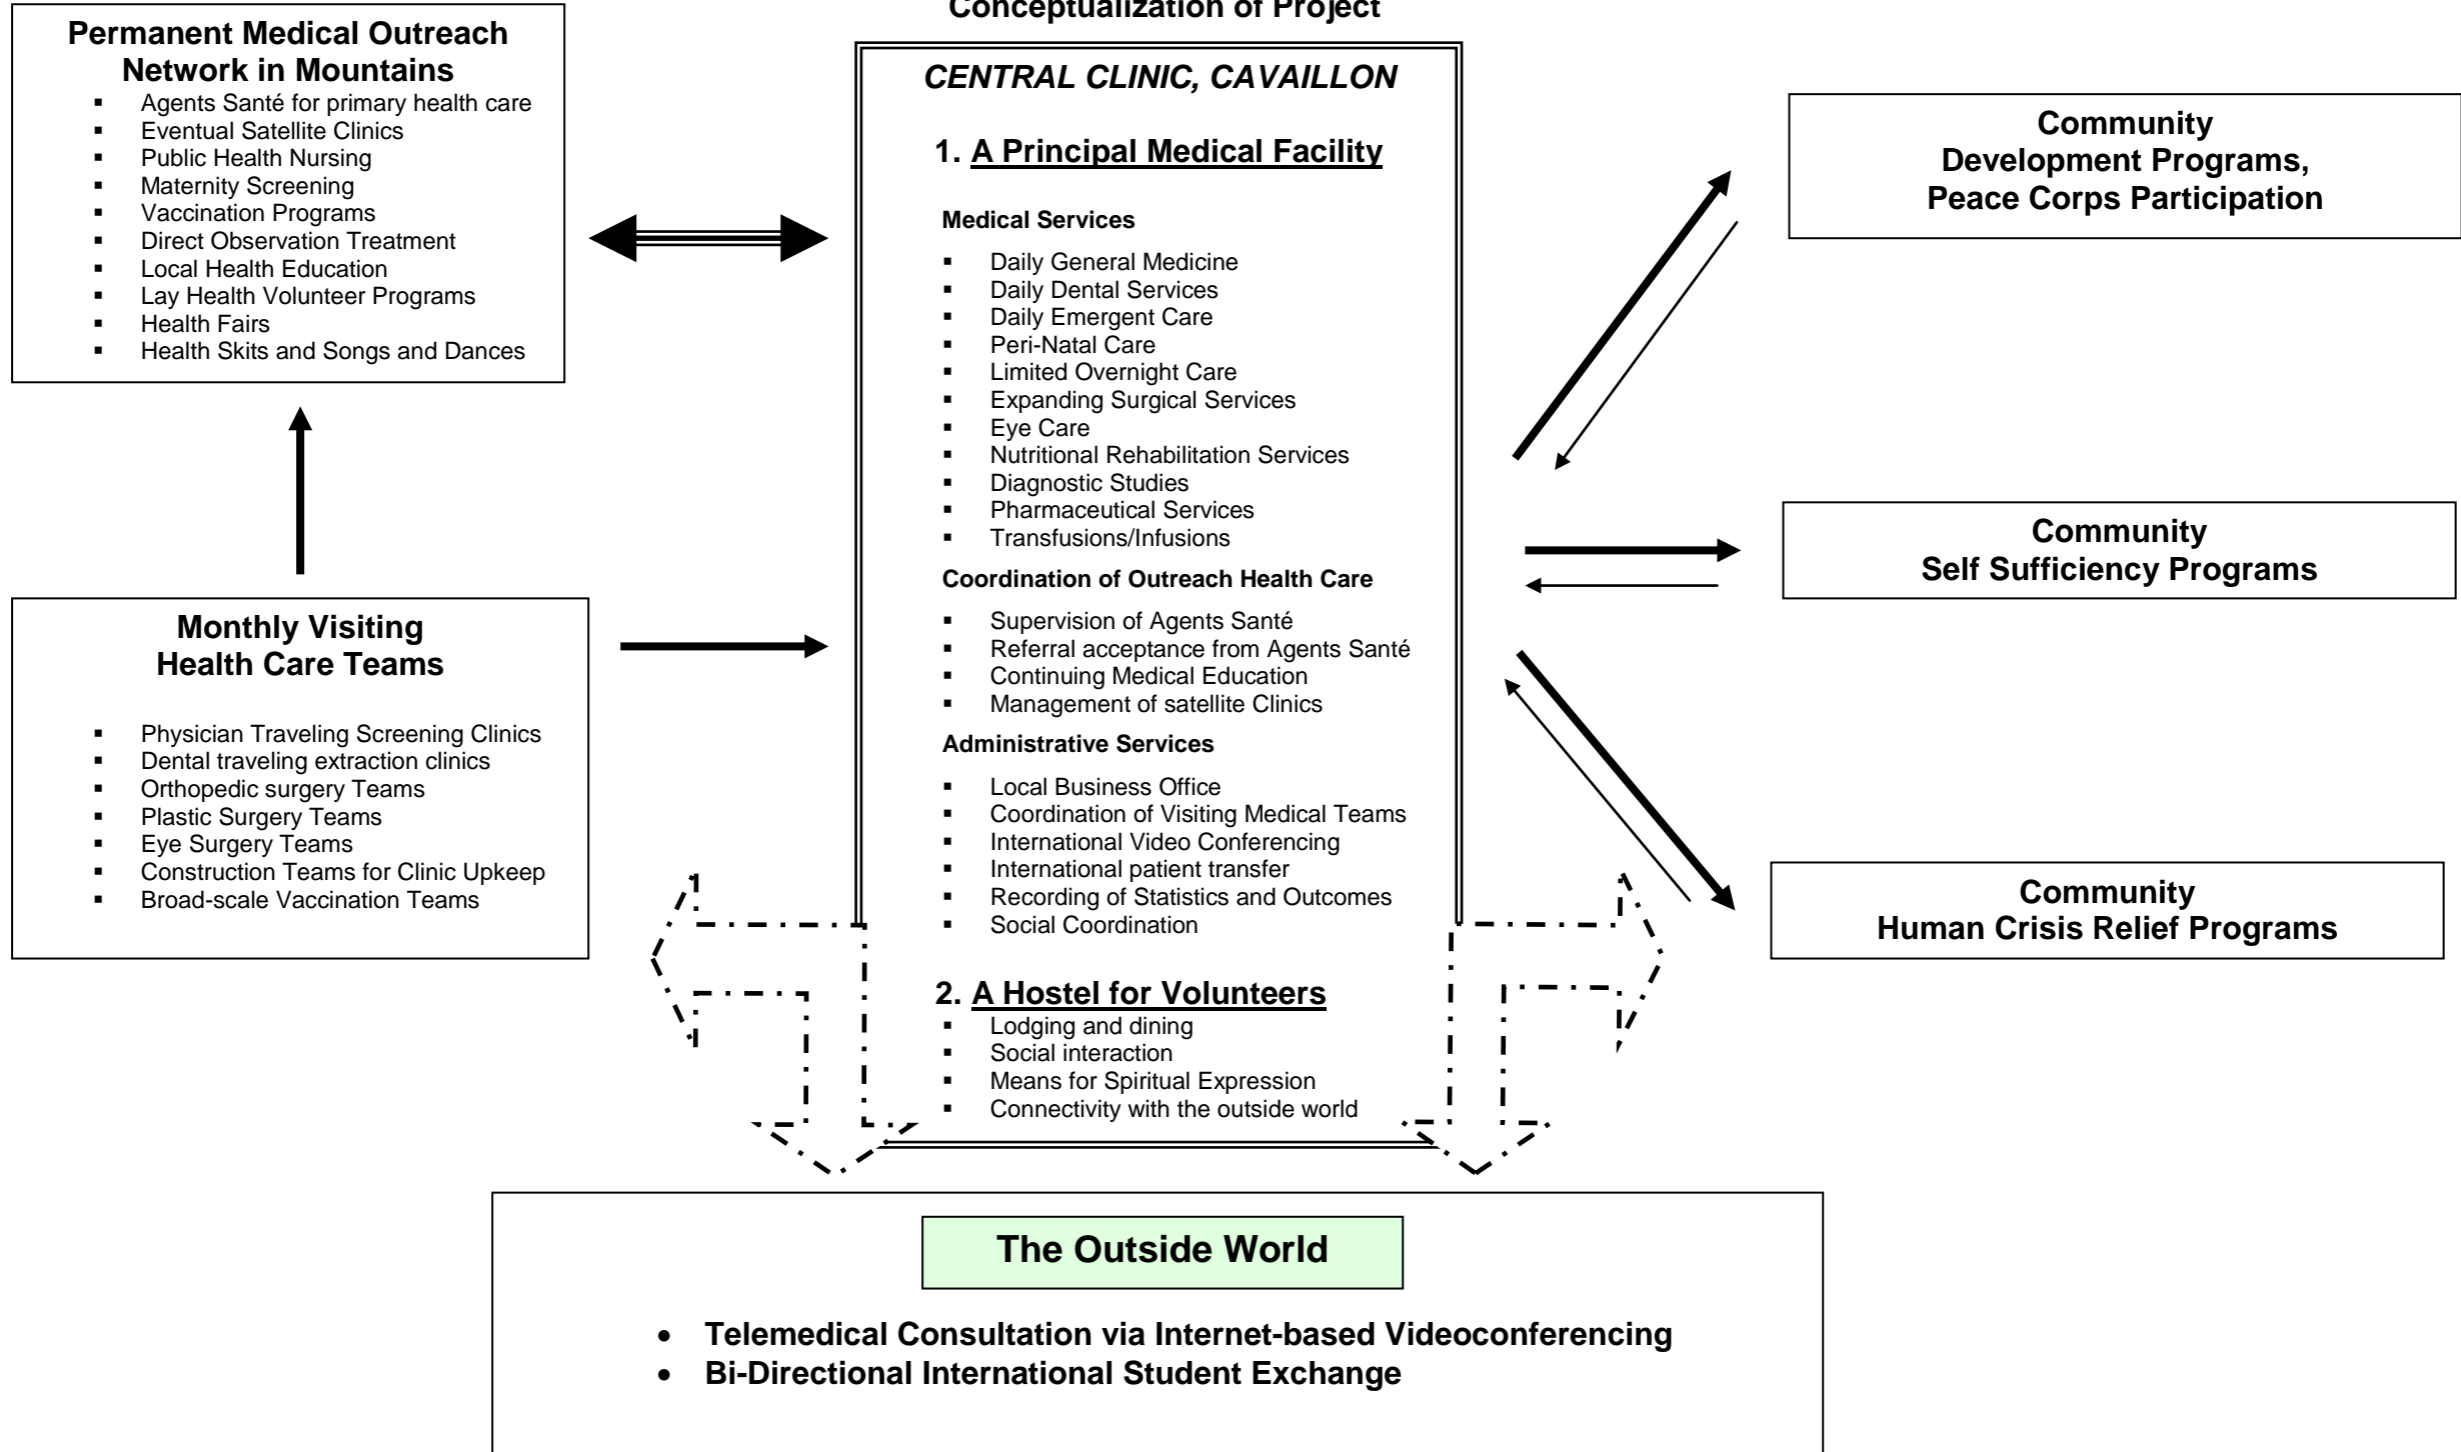 Conceptualization of Project
Permanent Medical Outreach
Network in Mountains
▪ Agents Santé for primary health care
▪ Eventual Satellite Clinics
▪ Public Health Nursing
▪ Maternity Screening
▪ Vaccination Programs
▪ Direct Observation Treatment
▪ Local Health Education
▪ Lay Health Volunteer Programs
▪ Health Fairs
▪ Health Skits and Songs and Dances
Monthly Visiting
Health Care Teams
▪ Physician Traveling Screening Clinics
▪ Dental traveling extraction clinics
▪ Orthopedic surgery Teams
▪ Plastic Surgery Teams
▪ Eye Surgery Teams
▪ Construction Teams for Clinic Upkeep
▪ Broad-scale Vaccination Teams
CENTRAL CLINIC, CAVAILLON
1. A Principal Medical Facility
Medical Services
▪ Daily General Medicine
▪ Daily Dental Services
▪ Daily Emergent Care
▪ Peri-Natal Care
▪ Limited Overnight Care
▪ Expanding Surgical Services
▪ Eye Care
▪ Nutritional Rehabilitation Services
▪ Diagnostic Studies
▪ Pharmaceutical Services
▪ Transfusions/Infusions
Coordination of Outreach Health Care
▪ Supervision of Agents Santé
▪ Referral acceptance from Agents Santé
▪ Continuing Medical Education
▪ Management of satellite Clinics
Administrative Services
▪ Local Business Office
▪ Coordination of Visiting Medical Teams
▪ International Video Conferencing
▪ International patient transfer
▪ Recording of Statistics and Outcomes
▪ Social Coordination
2. A Hostel for Volunteers
▪ Lodging and dining
▪ Social interaction
▪ Means for Spiritual Expression
▪ Connectivity with the outside world
Community
Development Programs,
Peace Corps Participation
Community
Self Sufficiency Programs
Community
Human Crisis Relief Programs
The Outside World
• Telemedical Consultation via Internet-based Videoconferencing
• Bi-Directional International Student Exchange